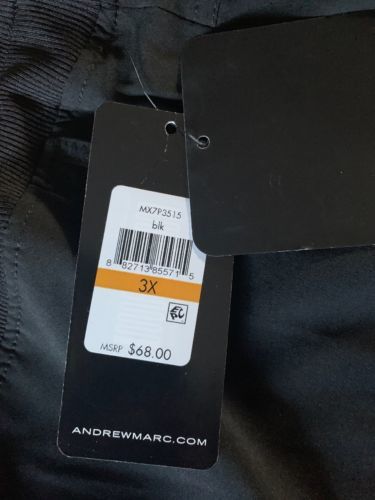 MX7P3515
blk
8 82713 85571 5
3X
MSRP $68.00
ANDREWMARC.COM